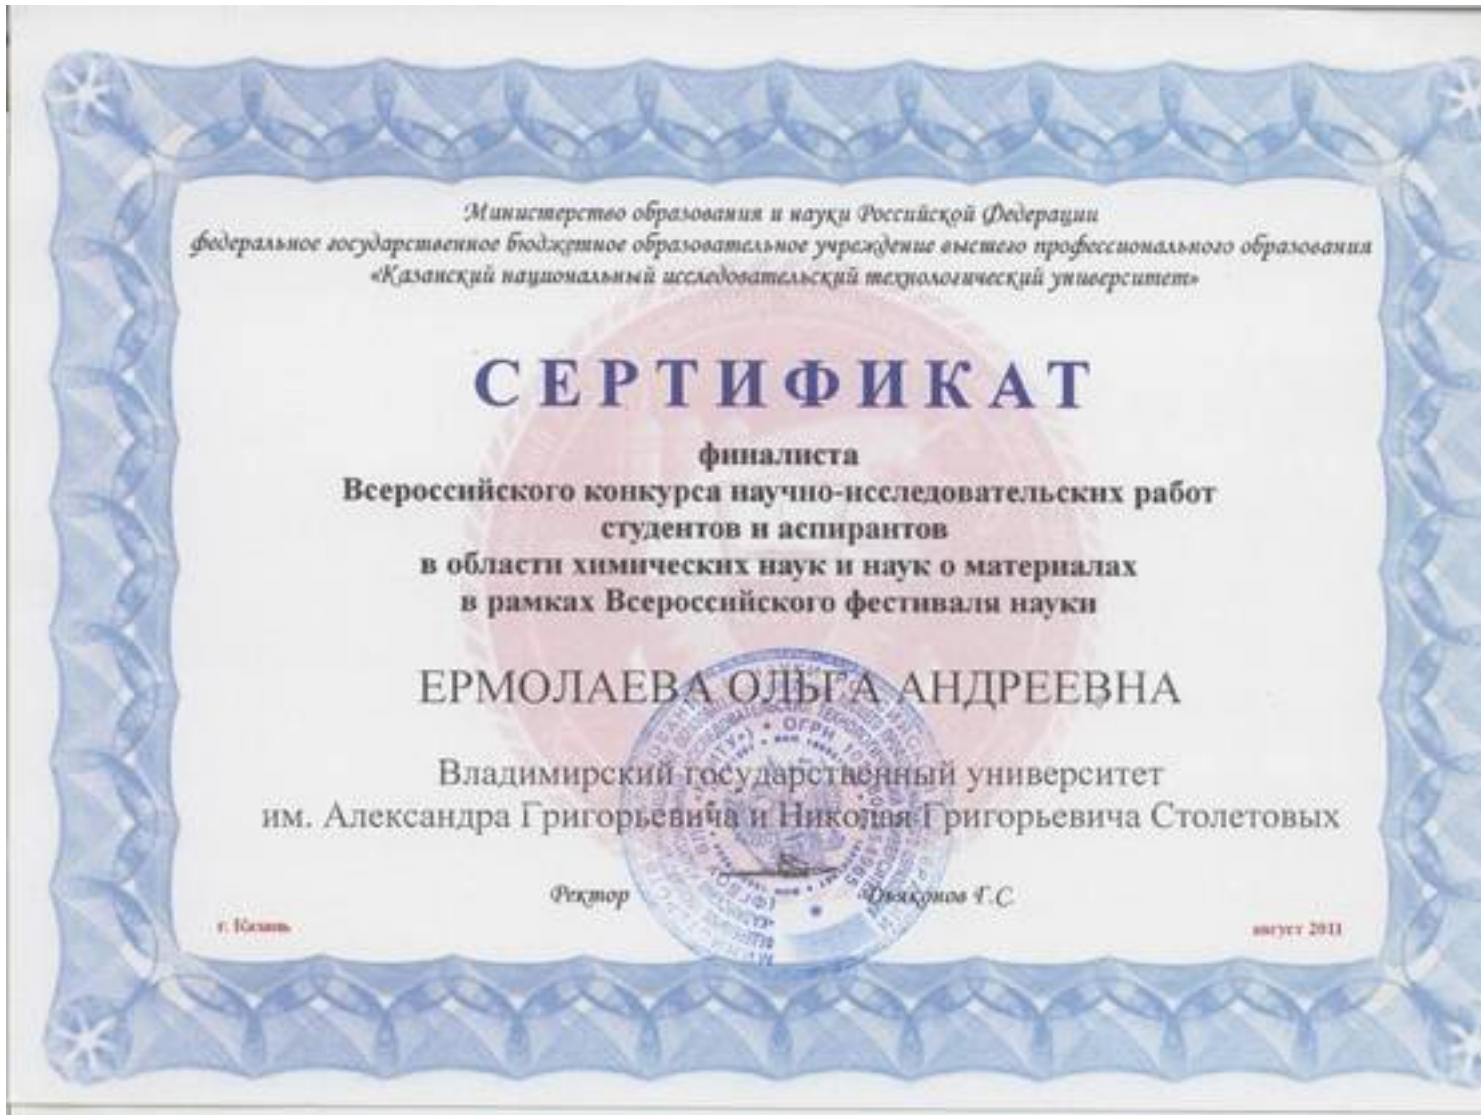 Министерство образования и науки Российской Федерации
федеральное государственное бюджетное образовательное учреждение высшего профессионального образования
«Казанский национальный исследовательский технологический университет»
СЕРТИФИКАТ
финалиста
Всероссийского конкурса научно-исследовательских работ
студентов и аспирантов
в области химических наук и наук о материалах
в рамках Всероссийского фестиваля науки
ЕРМОЛАЕВА ОЛЬГА АНДРЕЕВНА
Владимирский государственный университет
им. Александра Григорьевича и Николая Григорьевича Столетовых
Ректор Дьяконов Г.С.
г. Казань август 2011